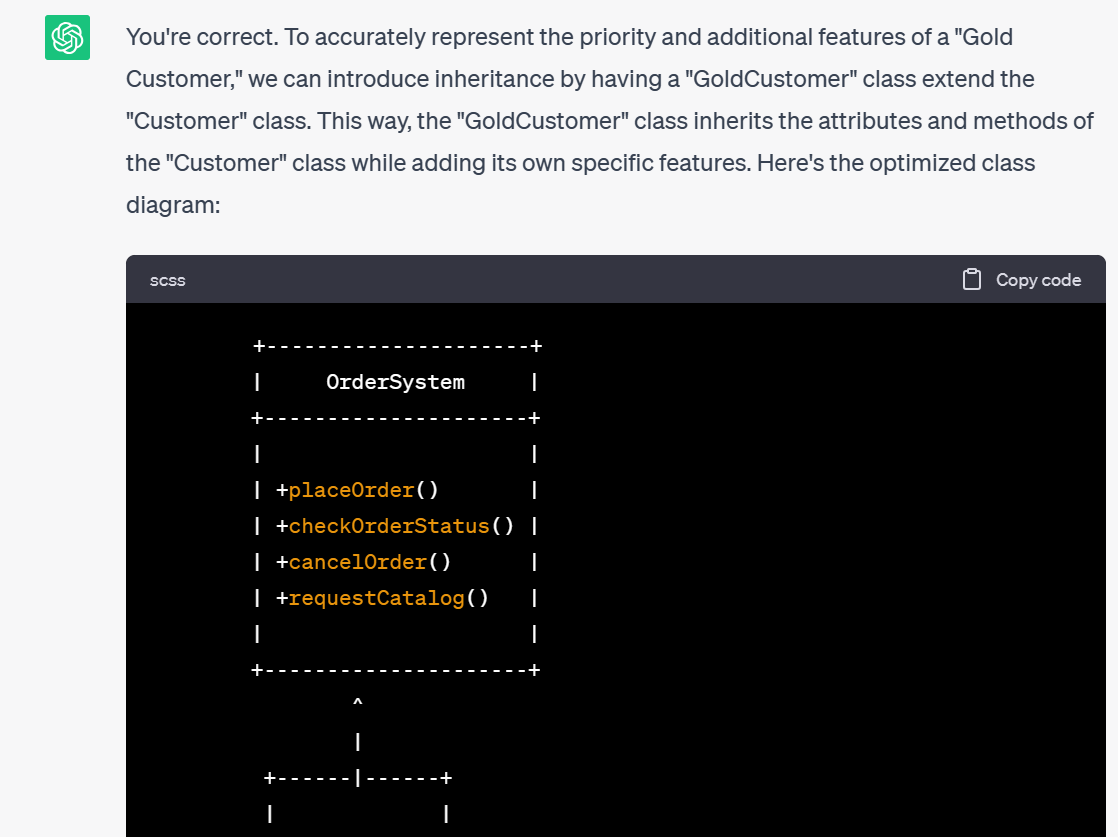 You're correct. To accurately represent the priority and additional features of a "Gold
Customer," we can introduce inheritance by having a "GoldCustomer" class extend the
"Customer" class. This way, the "GoldCustomer" class inherits the attributes and methods of
the "Customer" class while adding its own specific features. Here's the optimized class
diagram:
scss Copy code
+---------------------+
|     OrderSystem     |
+---------------------+
|                     |
| +placeOrder()       |
| +checkOrderStatus() |
| +cancelOrder()      |
| +requestCatalog()   |
|                     |
+---------------------+
^
|
+------|------+
|             |